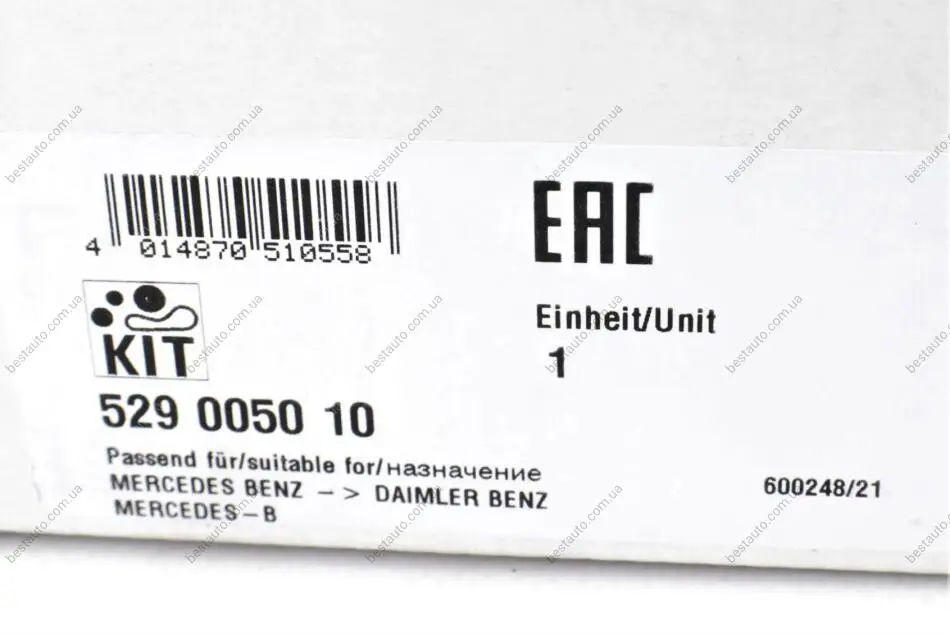 4 014870 510558
EAC
KIT
Einheit/Unit
1
529 0050 10
Passend für/suitable for/назначение
MERCEDES BENZ -> DAIMLER BENZ
MERCEDES-B
600248/21
bestauto.com.ua